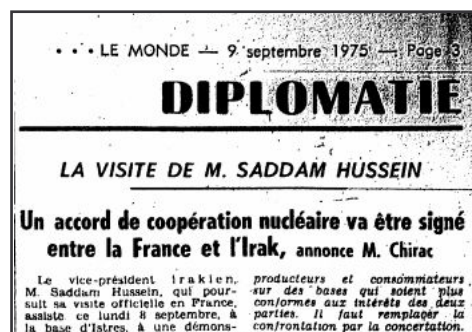 • • • LE MONDE — 9 septembre 1975 — Page 3
DIPLOMATIE
LA VISITE DE M. SADDAM HUSSEIN
Un accord de coopération nucléaire va être signé
entre la France et l'Irak, annonce M. Chirac
Le vice-président irakien,
M. Saddam Hussein, qui pour-
suit sa visite officielle en France,
assiste ce lundi 8 septembre, à
la base d'Istres, à une démons-
producteurs et consommateurs
sur des bases qui soient plus
conformes aux intérêts des deux
parties. Il faut remplacer la
confrontation par la concertation,